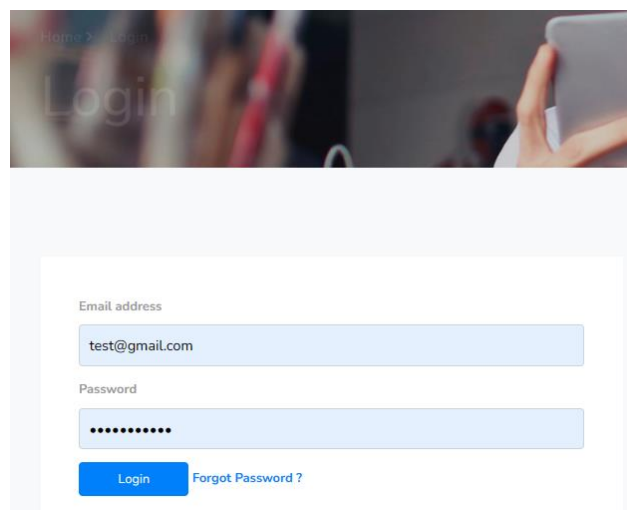 Home > Login
Login
Email address
test@gmail.com
Password
•••••••••••
Login Forgot Password ?